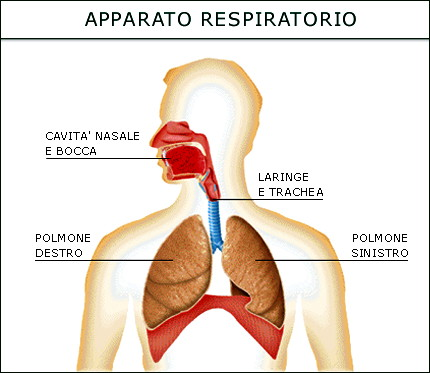 APPARATO RESPIRATORIO
CAVITA' NASALE
E BOCCA
LARINGE
E TRACHEA
POLMONE
DESTRO
POLMONE
SINISTRO